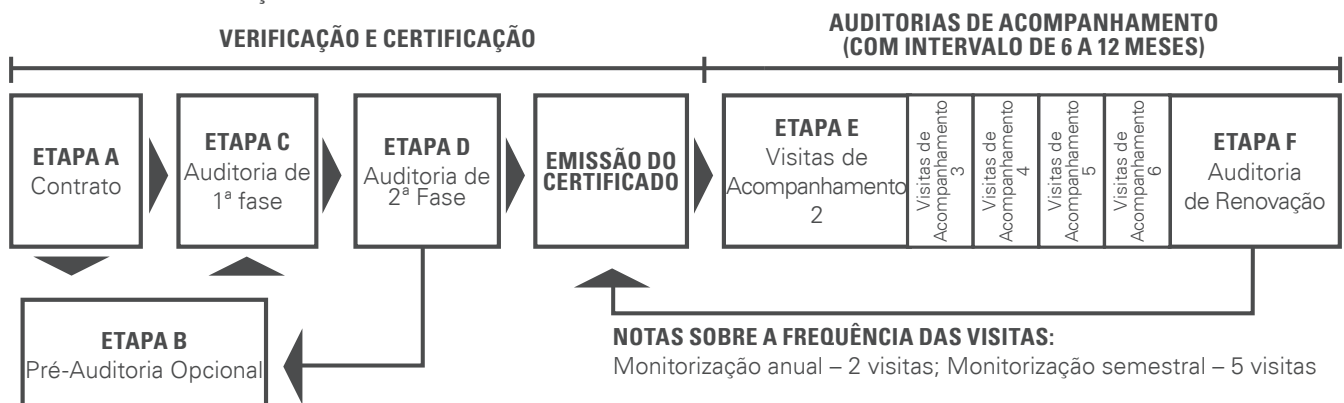 VERIFICAÇÃO E CERTIFICAÇÃO
AUDITORIAS DE ACOMPANHAMENTO
(COM INTERVALO DE 6 A 12 MESES)
ETAPA A
Contrato
ETAPA C
Auditoria de
1ª fase
ETAPA D
Auditoria de
2ª Fase
EMISSÃO DO
CERTIFICADO
ETAPA E
Visitas de
Acompanhamento
2
Visitas de
Acompanhamento
3
Visitas de
Acompanhamento
4
Visitas de
Acompanhamento
5
Visitas de
Acompanhamento
6
ETAPA F
Auditoria
de Renovação
ETAPA B
Pré-Auditoria Opcional
NOTAS SOBRE A FREQUÊNCIA DAS VISITAS:
Monitorização anual – 2 visitas; Monitorização semestral – 5 visitas